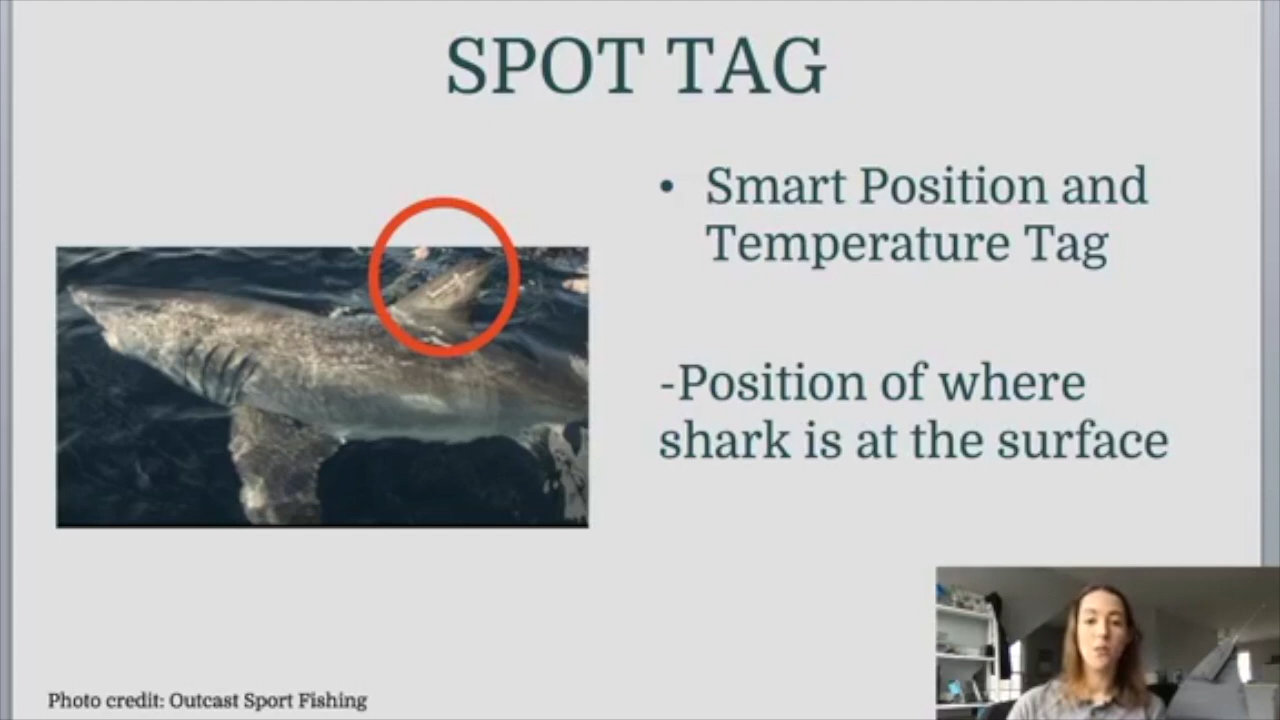 SPOT TAG
• Smart Position and
Temperature Tag
-Position of where
shark is at the surface
Photo credit: Outcast Sport Fishing